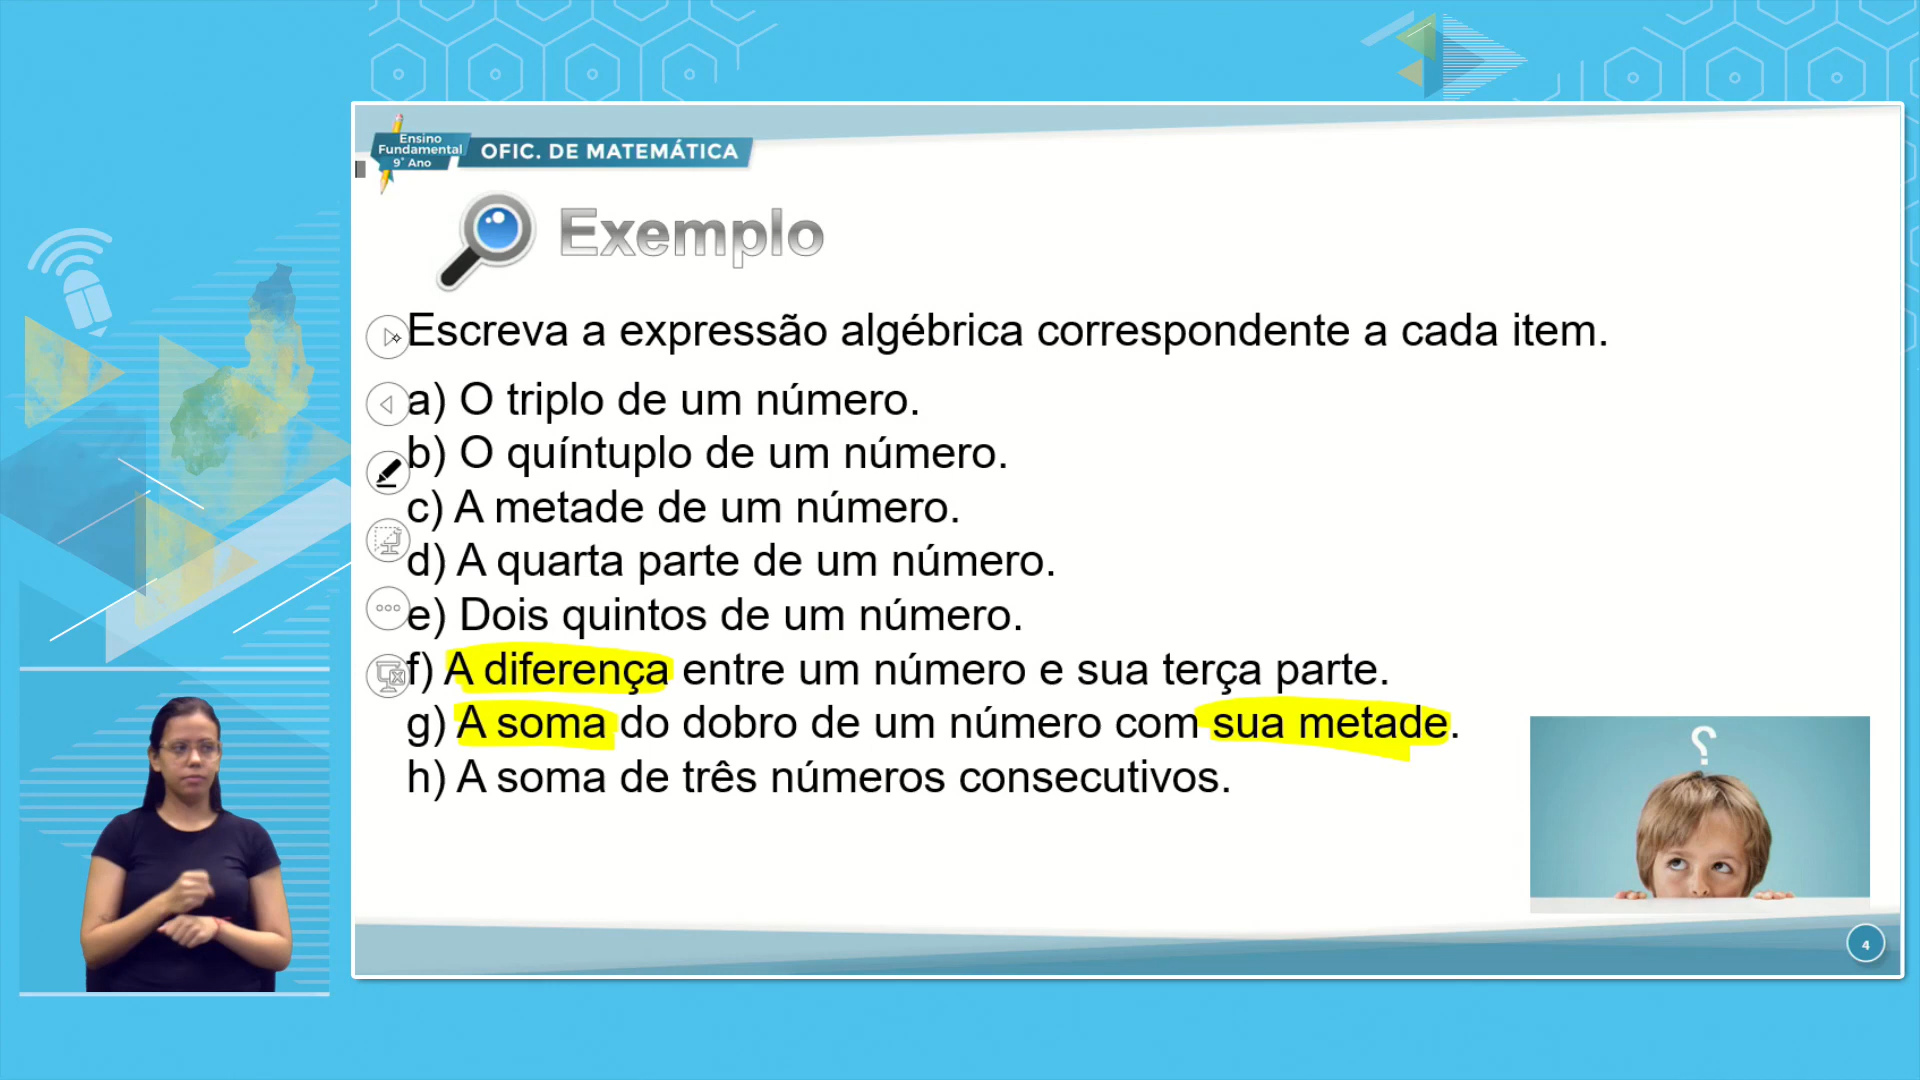 Ensino
Fundamental
9° Ano
OFIC. DE MATEMÁTICA
Exemplo
Escreva a expressão algébrica correspondente a cada item.
a) O triplo de um número.
b) O quíntuplo de um número.
c) A metade de um número.
d) A quarta parte de um número.
e) Dois quintos de um número.
f) A diferença entre um número e sua terça parte.
g) A soma do dobro de um número com sua metade.
h) A soma de três números consecutivos.
?
4